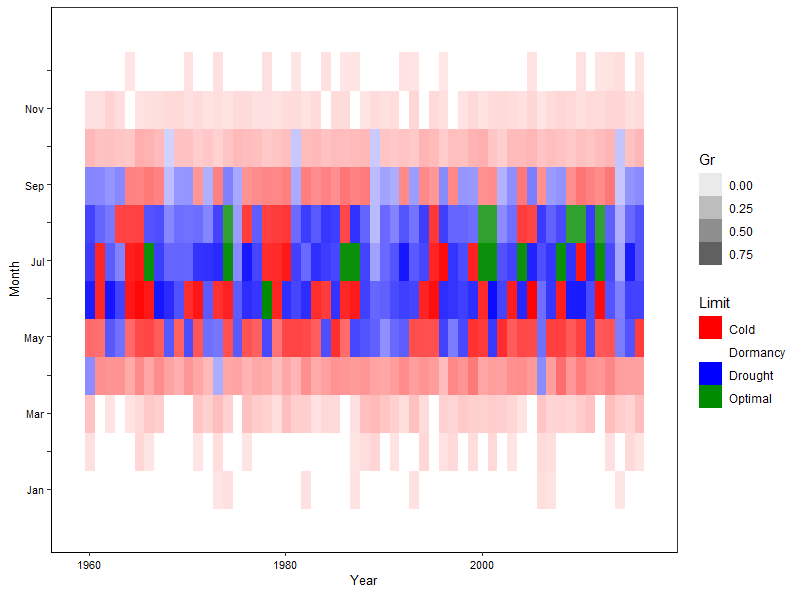 Nov
Sep
Jul
May
Mar
Jan
Month
1960
1980
2000
Year
Gr
0.00
0.25
0.50
0.75
Limit
Cold
Dormancy
Drought
Optimal